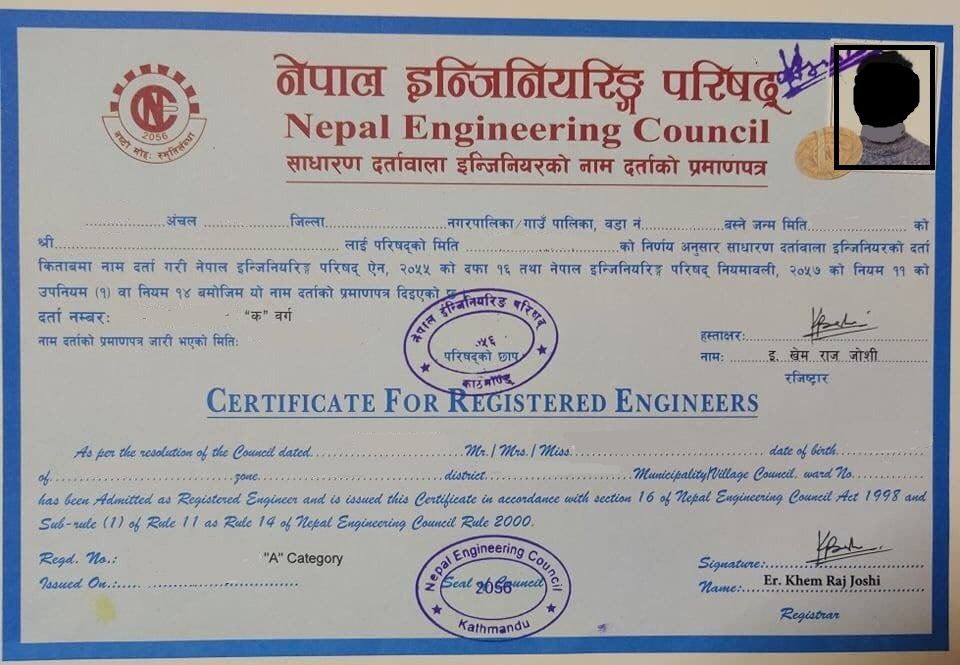 नेपाल इन्जिनियरिङ्ग परिषद्
Nepal Engineering Council
साधारण दर्तावाला इन्जिनियरको नाम दर्ताको प्रमाणपत्र
NEC
2056
नष्टो मोहः स्मृतिर्लब्धा
....................अंचल ........................जिल्ला................................नगरपालिका/गाउँ पालिका, वडा नं.....................बस्ने जन्म मिति........................... को
श्री.................................................................... लाई परिषद्को मिति ........................................को निर्णय अनुसार साधारण दर्तावाला इन्जिनियरको दर्ता
किताबमा नाम दर्ता गरी नेपाल इन्जिनियरिङ्ग परिषद् ऐन, २०५५ को दफा १६ तथा नेपाल इन्जिनियरिङ्ग परिषद् नियमावली, २०५७ को नियम ११ को
उपनियम (१) वा नियम १४ बमोजिम यो नाम दर्ताको प्रमाणपत्र दिइएको छ।
दर्ता नम्बरः "क" वर्ग
नाम दर्ताको प्रमाणपत्र जारी भएको मितिः
नेपाल इंन्जिनियरिङ परिषद
परिषद्को छाप
काठमाण्डू
हस्ताक्षरः
नामः इ. खेम राज जोशी
रजिष्ट्रार
CERTIFICATE FOR REGISTERED ENGINEERS
As per the resolution of the Council dated.................................Mr./ Mrs./ Miss............................................date of birth....................
of..............................................zone..........................................district...................................Municipality/Village Council. ward No....................
has been Admitted as Registered Engineer and is issued this Certificate in accordance with section 16 of Nepal Engineering Council Act 1998 and
Sub-rule (1) of Rule 11 as Rule 14 of Nepal Engineering Council Rule 2000.
Regd. No.: "A" Category
Issued On.:.....
Nepal Engineering Council
Seal of Council
2056
Kathmandu
Signature:
Name: Er. Khem Raj Joshi
Registrar